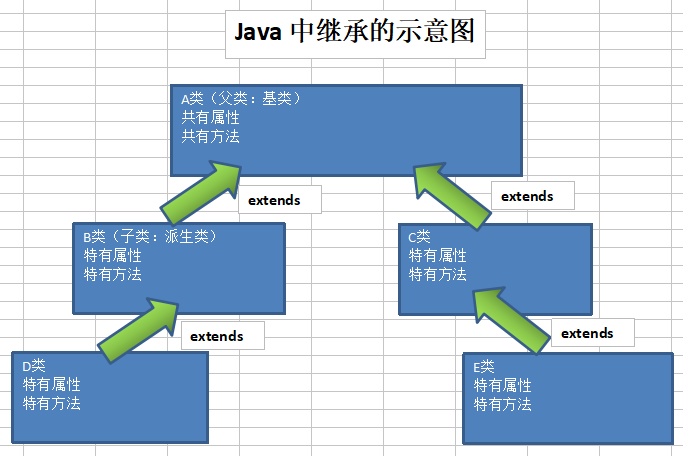 Java 中继承的示意图
A类（父类：基类）
共有属性
共有方法
extends
extends
B类（子类：派生类）
特有属性
特有方法
C类
特有属性
特有方法
extends
extends
D类
特有属性
特有方法
E类
特有属性
特有方法